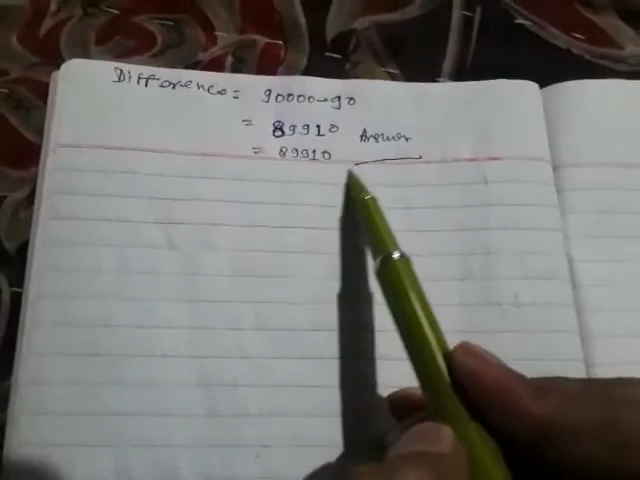 Difference = 90000-90
= 89910 Answer
= 89910